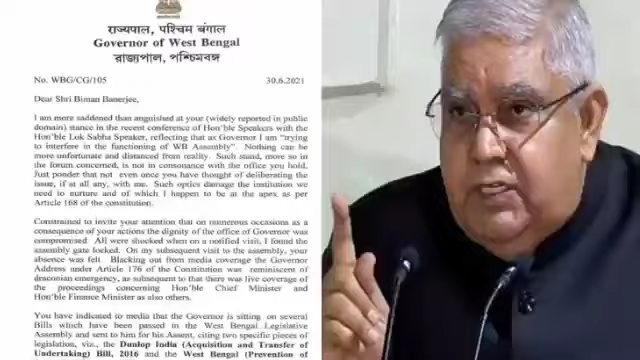 राज्यपाल, पश्चिम बंगाल
Governor of West Bengal
রাজ্যপাল, পশ্চিমবঙ্গ
No. WBG/CG/105 30.6.2021
Dear Shri Biman Banerjee,
I am more saddened than anguished at your (widely reported in public
domain) stance in the recent conference of Hon'ble Speakers with the
Hon'ble Lok Sabha Speaker, reflecting that as Governor I am "trying
to interfere in the functioning of WB Assembly". Nothing can be
more unfortunate and distanced from reality. Such stand, more so in
the forum concerned, is not in consonance with the office you hold.
Just ponder that not even once you have thought of deliberating the
issue, if at all any, with me. Such optics damage the institution we
need to nurture and of which I happen to be at the apex as per
Article 168 of the constitution.
Constrained to invite your attention that on numerous occasions as a
consequence of your actions the dignity of the office of Governor was
compromised. All were shocked when on a notified visit, I found the
assembly gate locked. On my subsequent visit to the assembly, your
absence was felt. Blacking out from media coverage the Governor
Address under Article 176 of the Constitution was reminiscent of
draconian emergency, as subsequent to that there was live coverage of
the proceedings concerning Hon'ble Chief Minister and
Hon'ble Finance Minister as also others.
You have indicated to media that the Governor is sitting on several
Bills which have been passed in the West Bengal Legislative
Assembly and sent to him for his Assent, citing two specific pieces of
legislation, viz., the Dunlop India (Acquisition and Transfer of
Undertaking) Bill, 2016 and the West Bengal (Prevention of